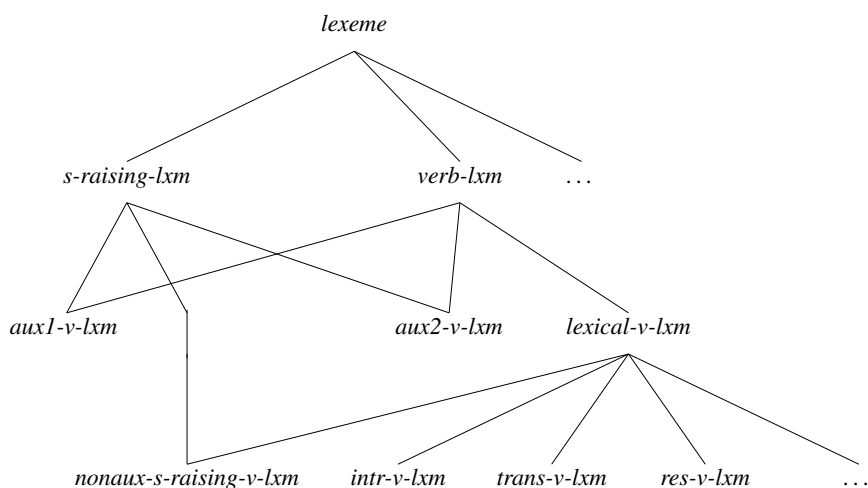 lexeme
s-raising-lxm verb-lxm ...
aux1-v-lxm aux2-v-lxm lexical-v-lxm
nonaux-s-raising-v-lxm intr-v-lxm trans-v-lxm res-v-lxm ...